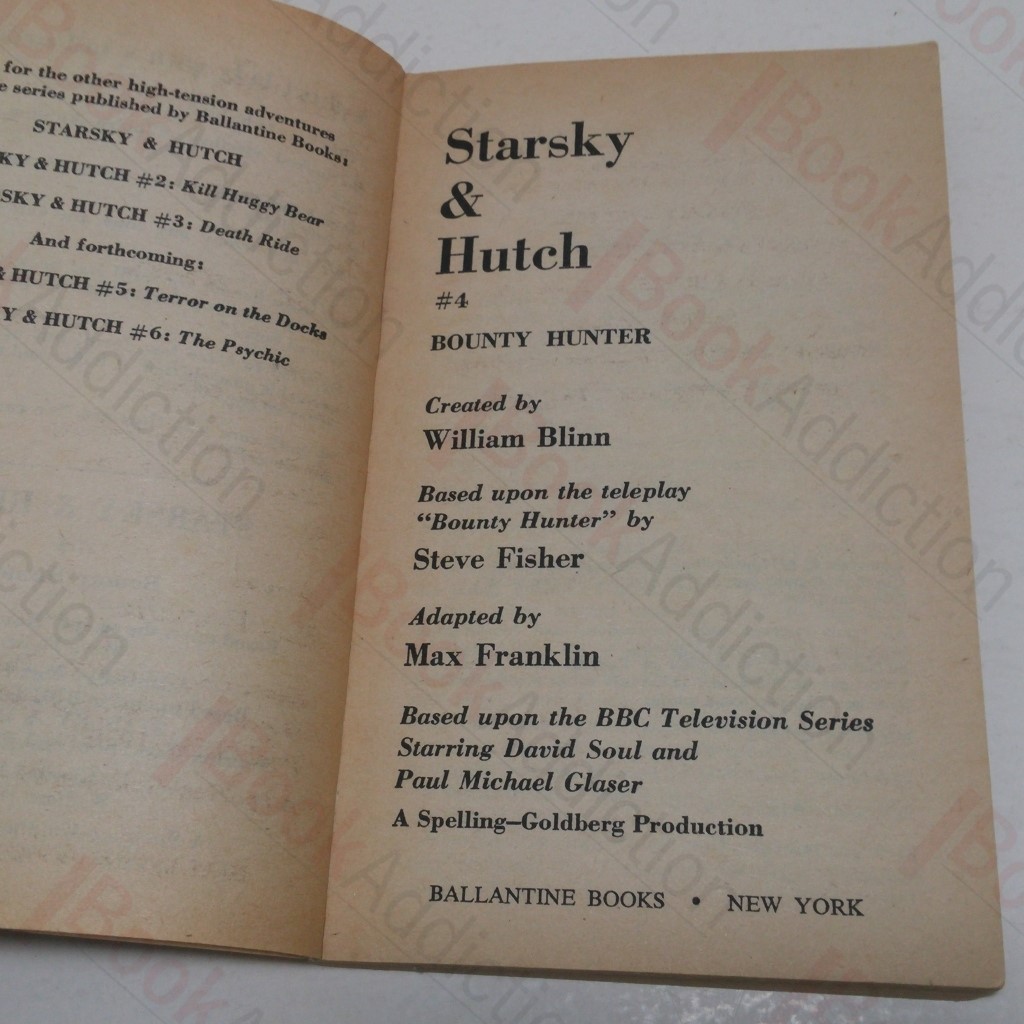 for the other high-tension adventures
series published by Ballantine Books:
STARSKY & HUTCH
KY & HUTCH #2: Kill Huggy Bear
SKY & HUTCH #3: Death Ride
And forthcoming:
& HUTCH #5: Terror on the Docks
Y & HUTCH #6: The Psychic
Starsky
&
Hutch
#4
BOUNTY HUNTER
Created by
William Blinn
Based upon the teleplay
“Bounty Hunter” by
Steve Fisher
Adapted by
Max Franklin
Based upon the BBC Television Series
Starring David Soul and
Paul Michael Glaser
A Spelling–Goldberg Production
BALLANTINE BOOKS • NEW YORK
BookAddiction